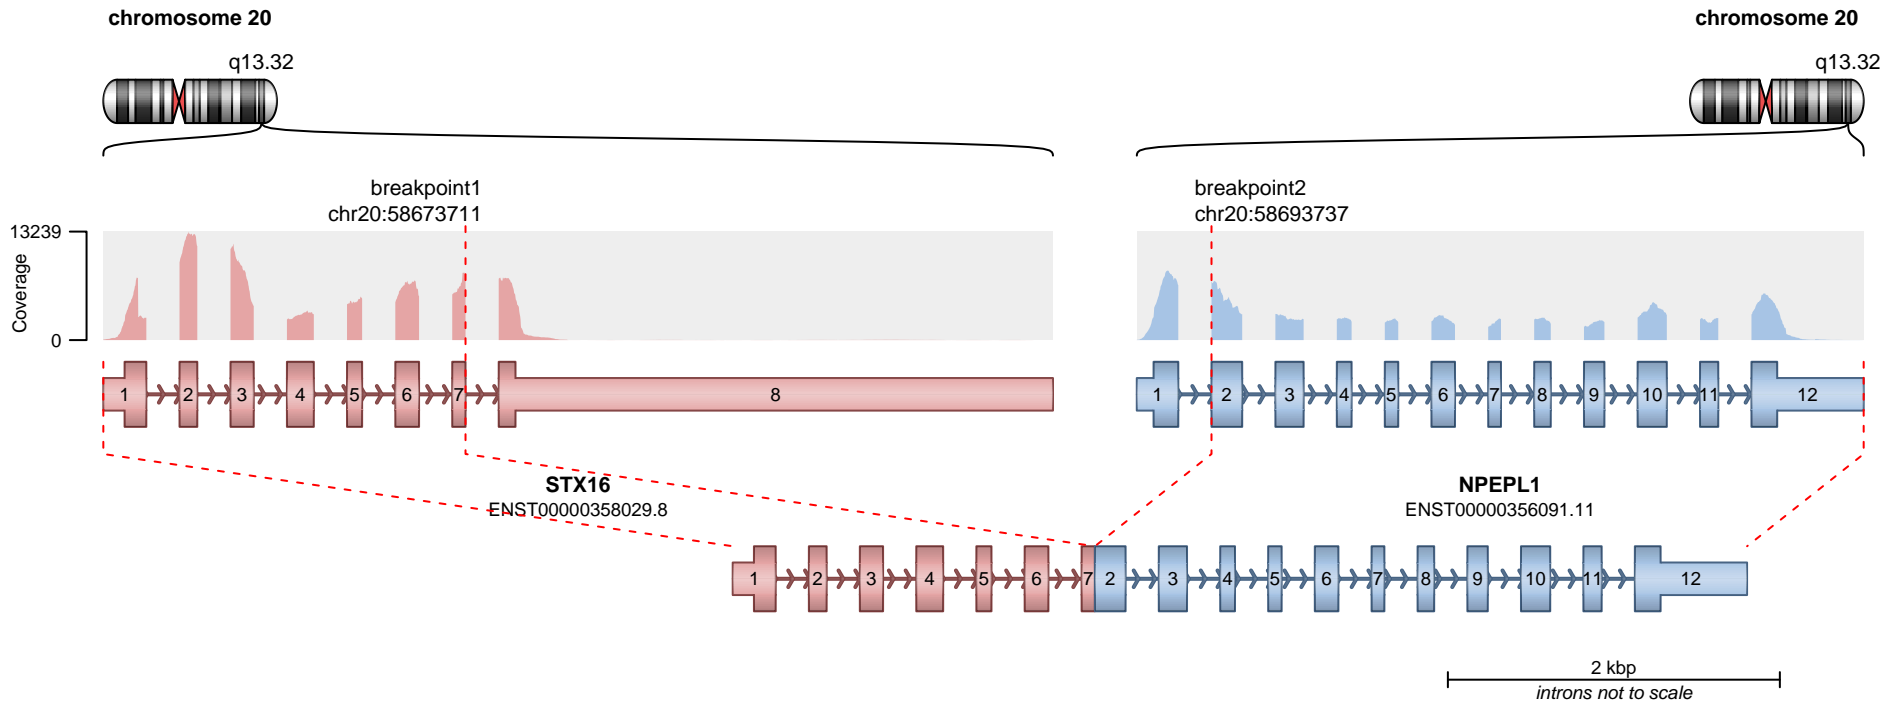 chromosome 20
chromosome 20
q13.32
q13.32
breakpoint1
chr20:58673711
breakpoint2
chr20:58693737
13239
Coverage
0
1 2 3 4 5 6 7 8
1 2 3 4 5 6 7 8 9 10 11 12
STX16
ENST00000358029.8
NPEPL1
ENST00000356091.11
1 2 3 4 5 6 7 2 3 4 5 6 7 8 9 10 11 12
2 kbp
introns not to scale